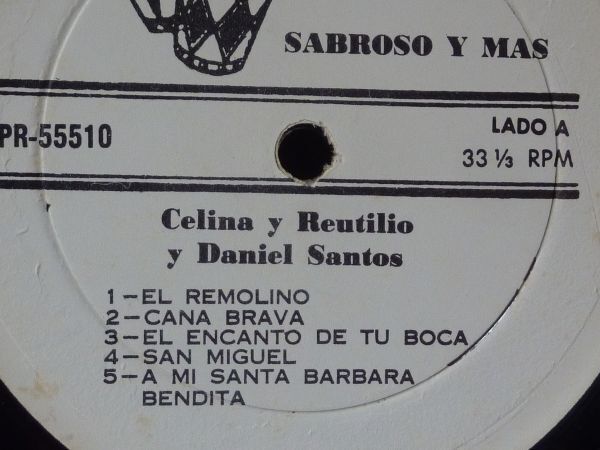 SABROSO Y MAS
PR-55510
LADO A
33 ⅓ RPM
Celina y Reutilio
y Daniel Santos
1-EL REMOLINO
2-CANA BRAVA
3-EL ENCANTO DE TU BOCA
4-SAN MIGUEL
5-A MI SANTA BARBARA
BENDITA